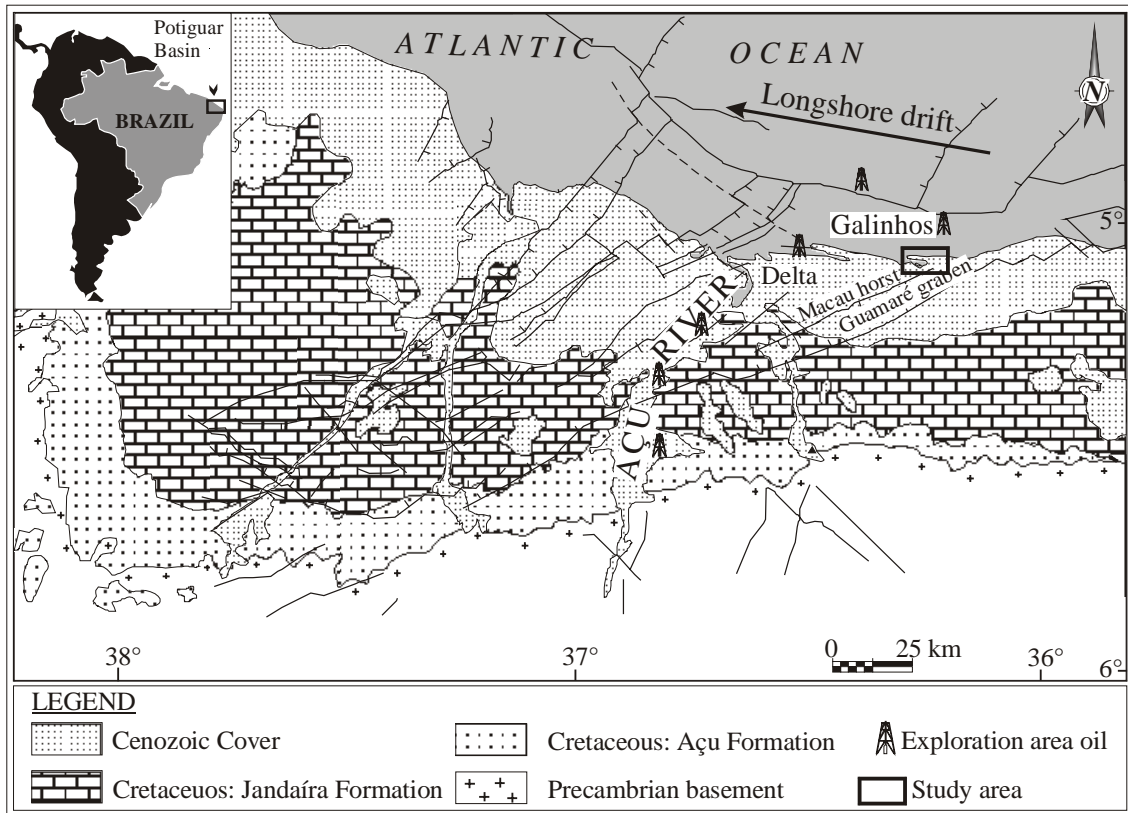 Potiguar
Basin
BRAZIL
ATLANTIC
OCEAN
N
Longshore drift
Galinhos
5°
Delta
Macau horst
Guamaré graben
AÇU RIVER
0 25 km
38°
37°
36°
6°
LEGEND
Cenozoic Cover
Cretaceous: Açu Formation
Exploration area oil
Cretaceuos: Jandaíra Formation
Precambrian basement
Study area